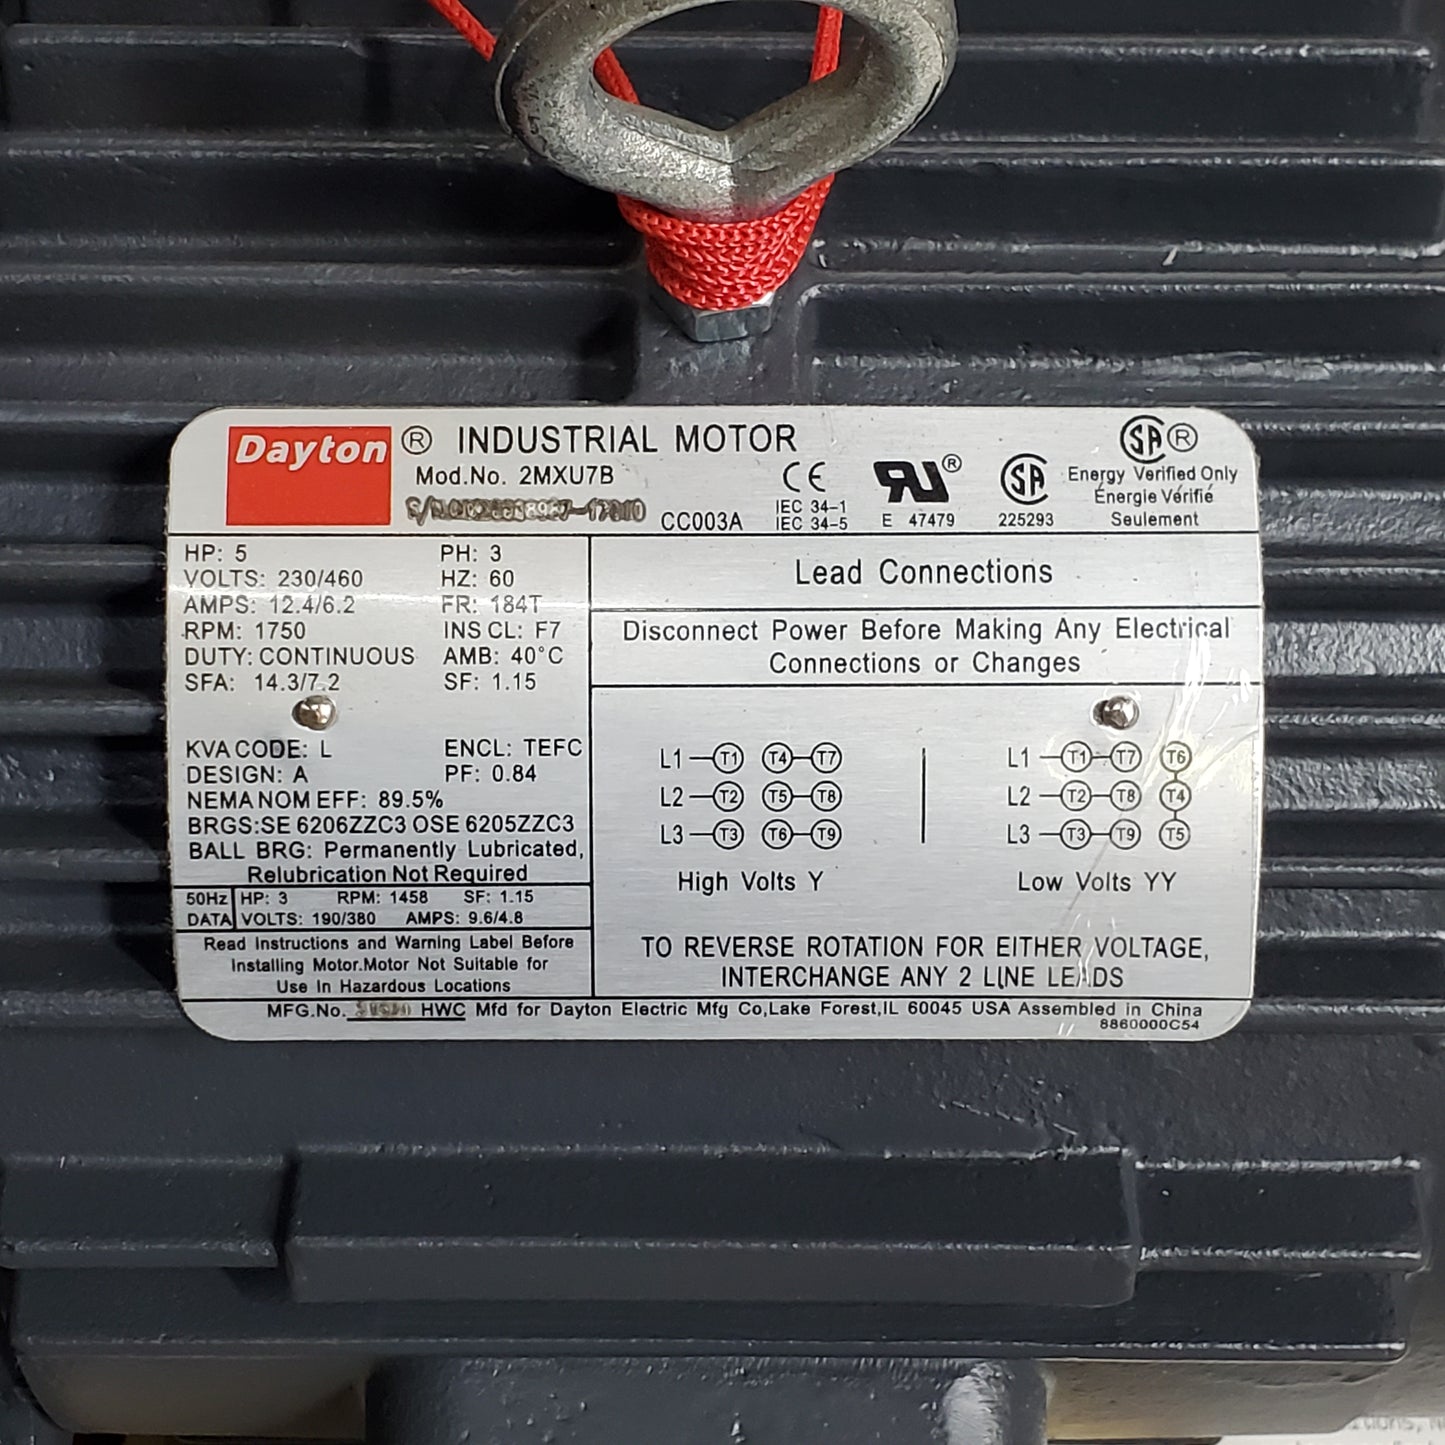 Dayton ® INDUSTRIAL MOTOR
Mod.No. 2MXU7B
CC003A
CE
IEC 34-1
IEC 34-5
RU ®
E 47479
SA
225293
SA ®
Energy Verified Only
Énergie Vérifié
Seulement
HP: 5 PH: 3
VOLTS: 230/460 HZ: 60
AMPS: 12.4/6.2 FR: 184T
RPM: 1750 INS CL: F7
DUTY: CONTINUOUS AMB: 40°C
SFA: 14.3/7.2 SF: 1.15
KVA CODE: L ENCL: TEFC
DESIGN: A PF: 0.84
NEMA NOM EFF: 89.5%
BRGS:SE 6206ZZC3 OSE 6205ZZC3
BALL BRG: Permanently Lubricated,
Relubrication Not Required
50Hz HP: 3 RPM: 1458 SF: 1.15
DATA VOLTS: 190/380 AMPS: 9.6/4.8
Read Instructions and Warning Label Before
Installing Motor.Motor Not Suitable for
Use In Hazardous Locations
Lead Connections
Disconnect Power Before Making Any Electrical
Connections or Changes
L1 T1 T4 T7
L2 T2 T5 T8
L3 T3 T6 T9
High Volts Y
L1 T1 T7 T6
L2 T2 T8 T4
L3 T3 T9 T5
Low Volts YY
TO REVERSE ROTATION FOR EITHER VOLTAGE,
INTERCHANGE ANY 2 LINE LEADS
MFG.No. HWC Mfd for Dayton Electric Mfg Co,Lake Forest,IL 60045 USA Assembled in China
8860000C54